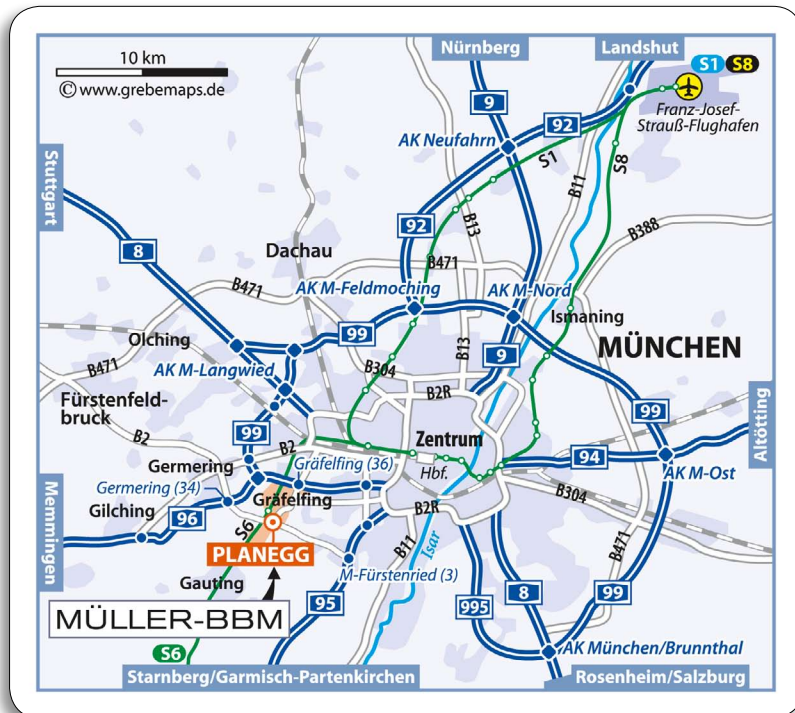 Nürnberg
Landshut
10 km
© www.grebemaps.de
S1 S8
9
92
Franz-Josef-
Strauß-Flughafen
AK Neufahrn
S1
S8
B11
Stuttgart
92
B13
B388
8
Dachau
B471
B471
AK M-Feldmoching
AK M-Nord
Ismaning
99
Olching
B13
MÜNCHEN
9
B471
AK M-Langwied
B304
B2R
Fürstenfeld-
bruck
99
Altötting
99
B2
B2
Zentrum
94
Germering
Gräfelfing (36)
Hbf.
AK M-Ost
Germering (34)
Gräfelfing
B304
Memmingen
Gilching
96
S6
B2R
PLANEGG
B11
Isar
B471
Gauting
M-Fürstenried (3)
95
995
8
99
MÜLLER-BBM
S6
AK München/Brunnthal
Starnberg/Garmisch-Partenkirchen
Rosenheim/Salzburg